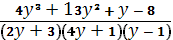 4y³ + 13y² + y − 8
(2y + 3)(4y + 1)(y − 1)